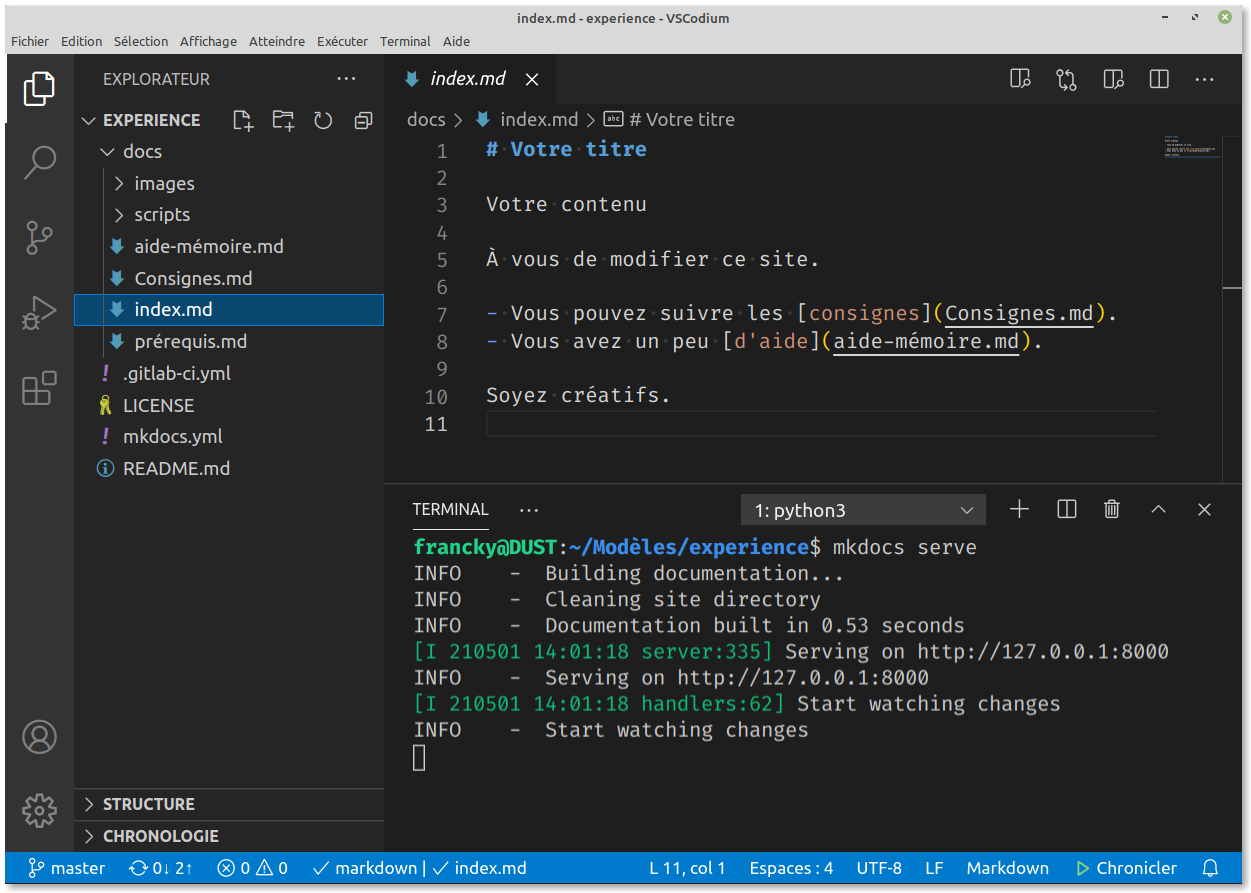 index.md - experience - VSCodium
Fichier Edition Sélection Affichage Atteindre Exécuter Terminal Aide
EXPLORATEUR
EXPERIENCE
docs
images
scripts
aide-mémoire.md
Consignes.md
index.md
prérequis.md
.gitlab-ci.yml
LICENSE
mkdocs.yml
README.md
STRUCTURE
CHRONOLOGIE
index.md
docs > index.md > # Votre titre
1 # Votre titre
2
3 Votre contenu
4
5 À vous de modifier ce site.
6
7 - Vous pouvez suivre les [consignes](Consignes.md).
8 - Vous avez un peu [d'aide](aide-mémoire.md).
9
10 Soyez créatifs.
11
TERMINAL
1: python3
francky@DUST:~/Modèles/experience$ mkdocs serve
INFO    -  Building documentation...
INFO    -  Cleaning site directory
INFO    -  Documentation built in 0.53 seconds
[I 210501 14:01:18 server:335] Serving on http://127.0.0.1:8000
INFO    -  Serving on http://127.0.0.1:8000
[I 210501 14:01:18 handlers:62] Start watching changes
INFO    -  Start watching changes
master 0↓ 2↑ 0 0 markdown | index.md L 11, col 1 Espaces : 4 UTF-8 LF Markdown Chronicler